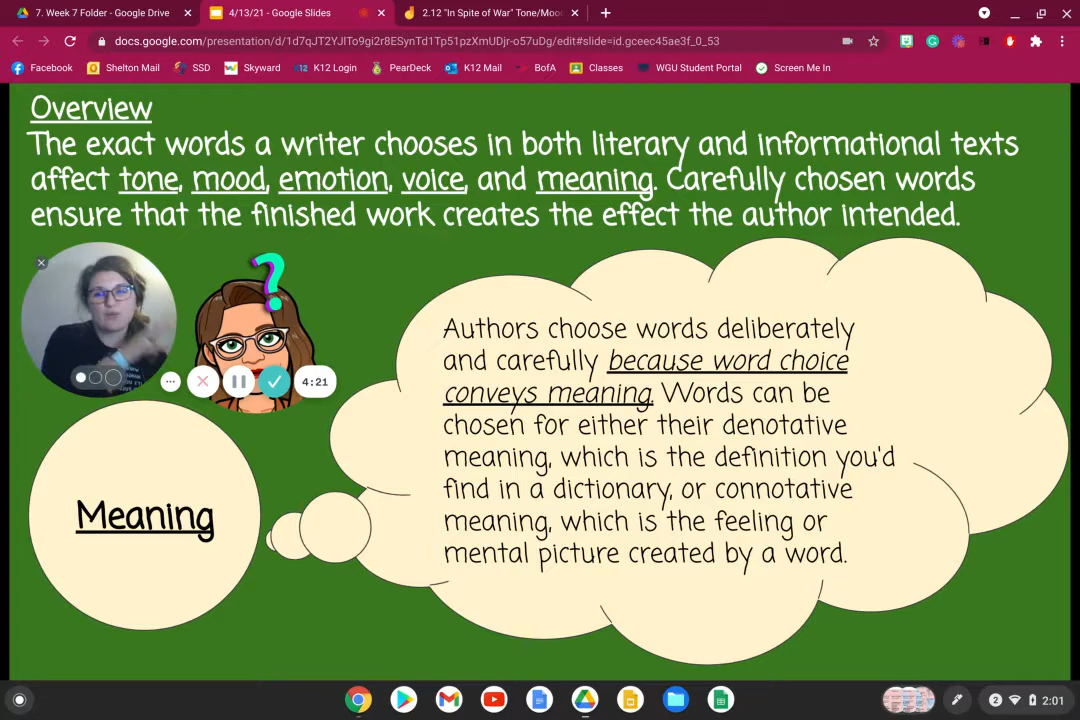 7. Week 7 Folder - Google Drive
4/13/21 - Google Slides
2.12 "In Spite of War" Tone/Moo
docs.google.com/presentation/d/1d7qJT2YJlTo9gi2r8ESynTd1Tp51pzXmUDjr-o57uDg/edit#slide=id.gceec45ae3f_0_53
Facebook
Shelton Mail
SSD
Skyward
K12 Login
PearDeck
K12 Mail
BofA
Classes
WGU Student Portal
Screen Me In
Overview
The exact words a writer chooses in both literary and informational texts
affect tone, mood, emotion, voice, and meaning. Carefully chosen words
ensure that the finished work creates the effect the author intended.
?
4:21
Authors choose words deliberately
and carefully because word choice
conveys meaning. Words can be
chosen for either their denotative
meaning, which is the definition you'd
find in a dictionary, or connotative
meaning, which is the feeling or
mental picture created by a word.
Meaning
2
2:01